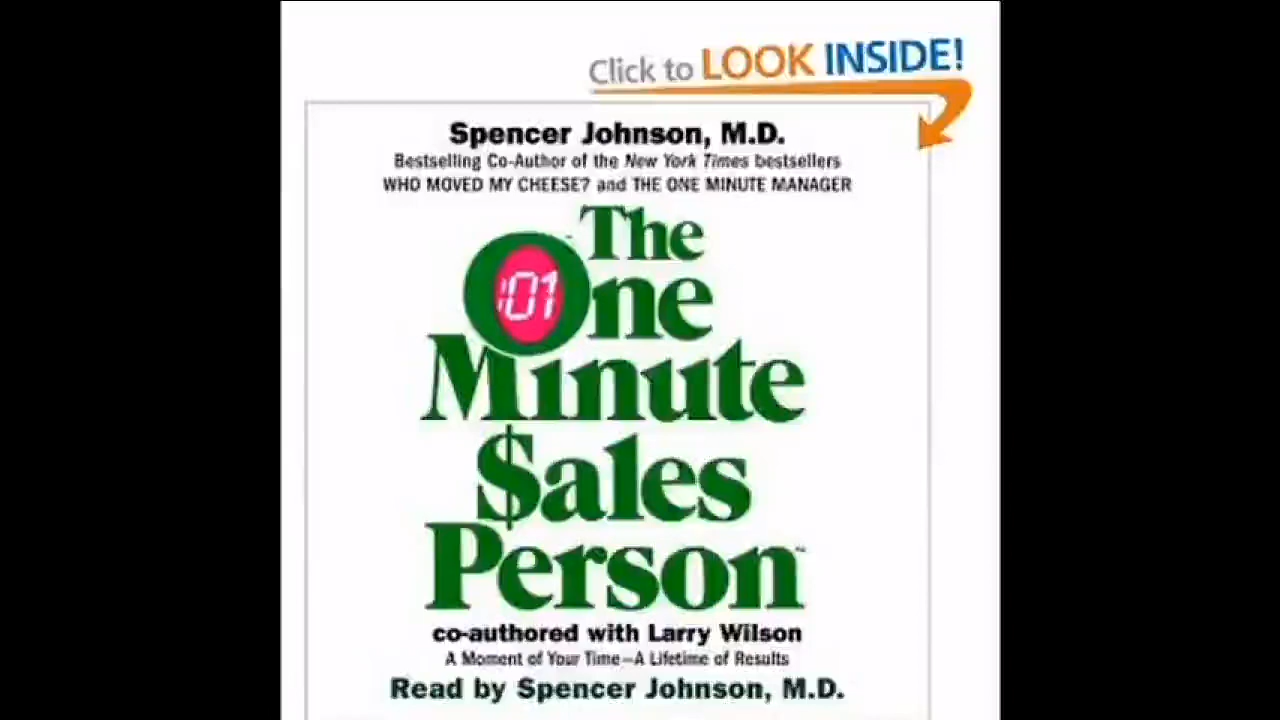 Click to LOOK INSIDE!
Spencer Johnson, M.D.
Bestselling Co-Author of the New York Times bestsellers
WHO MOVED MY CHEESE? and THE ONE MINUTE MANAGER
The
One
:01
Minute
$ales
Person™
co-authored with Larry Wilson
A Moment of Your Time—A Lifetime of Results
Read by Spencer Johnson, M.D.